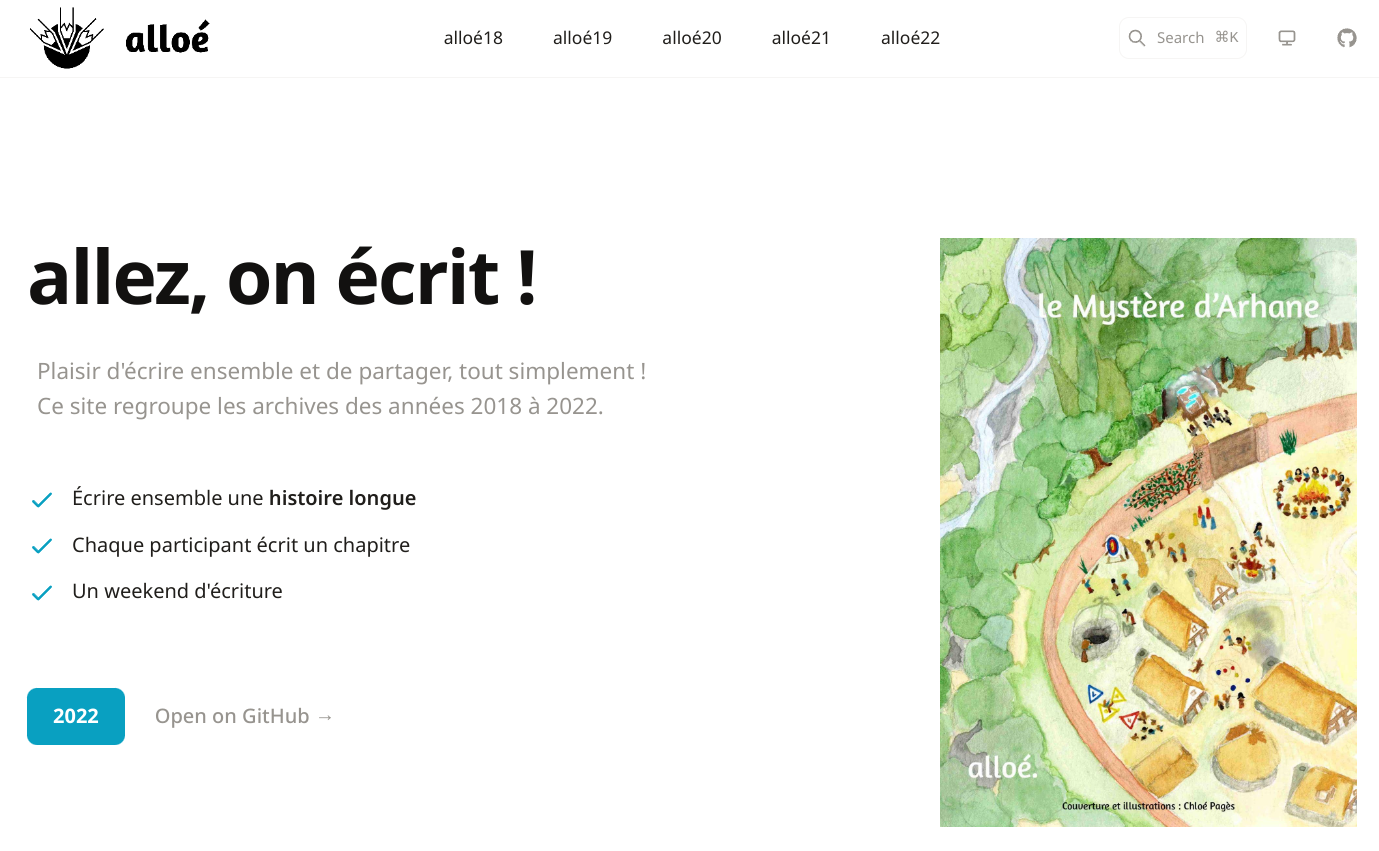 alloé
alloé18
alloé19
alloé20
alloé21
alloé22
Search ⌘K
allez, on écrit !
Plaisir d'écrire ensemble et de partager, tout simplement !
Ce site regroupe les archives des années 2018 à 2022.
Écrire ensemble une histoire longue
Chaque participant écrit un chapitre
Un weekend d'écriture
2022
Open on GitHub →
le Mystère d’Arhane
alloé.
Couverture et illustrations : Chloé Pagès